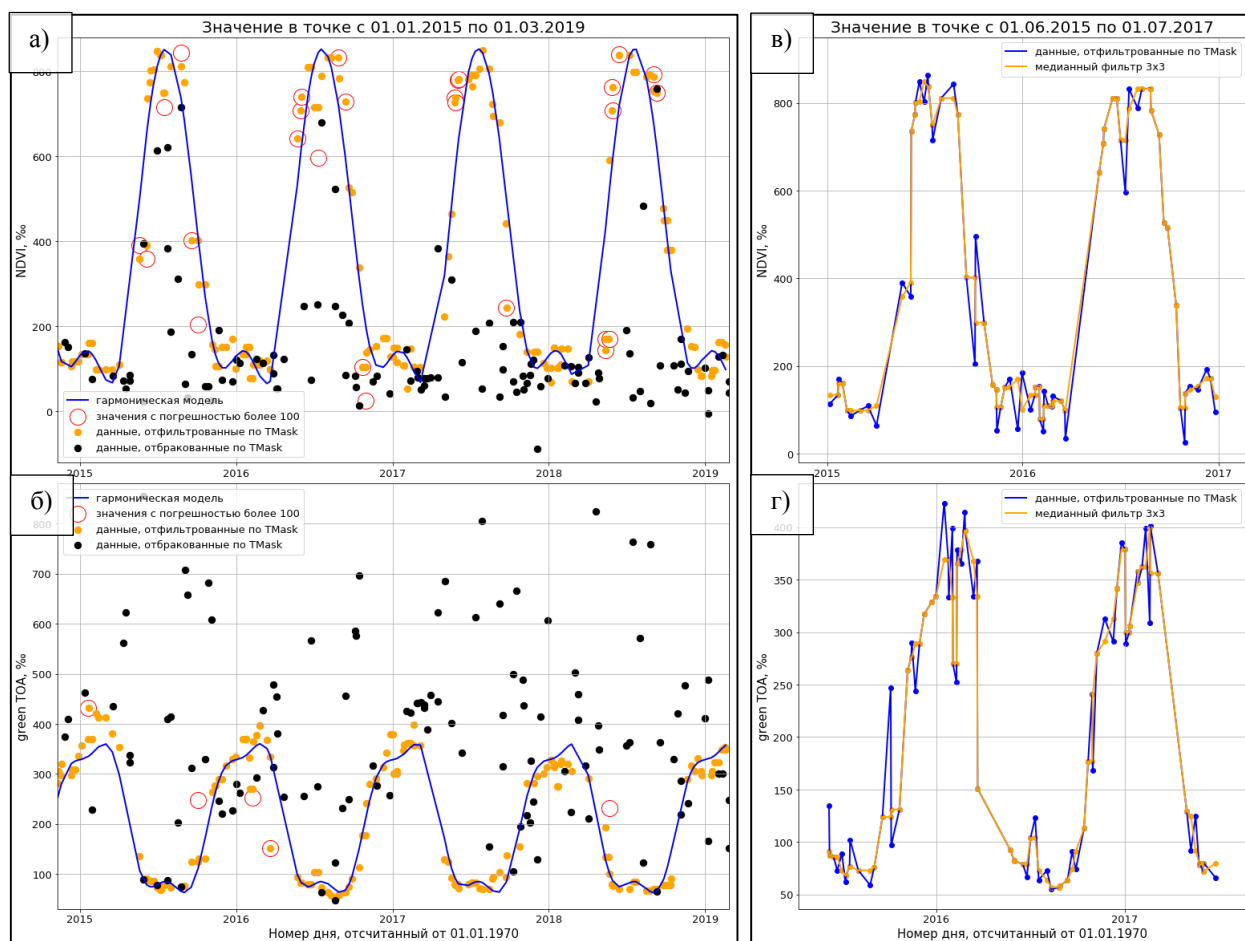 а)
Значение в точке с 01.01.2015 по 01.03.2019
NDVI, ‰
800
600
400
200
0
гармоническая модель
значения с погрешностью более 100
данные, отфильтрованные по TMask
данные, отбракованные по TMask
2015
2016
2017
2018
2019
б)
green TOA, ‰
800
700
600
500
400
300
200
100
гармоническая модель
значения с погрешностью более 100
данные, отфильтрованные по TMask
данные, отбракованные по TMask
2015
2016
2017
2018
2019
Номер дня, отсчитанный от 01.01.1970
в)
Значение в точке с 01.06.2015 по 01.07.2017
NDVI, ‰
800
600
400
200
0
данные, отфильтрованные по TMask
медианный фильтр 3x3
2015
2016
2017
г)
green TOA, ‰
400
350
300
250
200
150
100
50
данные, отфильтрованные по TMask
медианный фильтр 3x3
2016
2017
Номер дня, отсчитанный от 01.01.1970